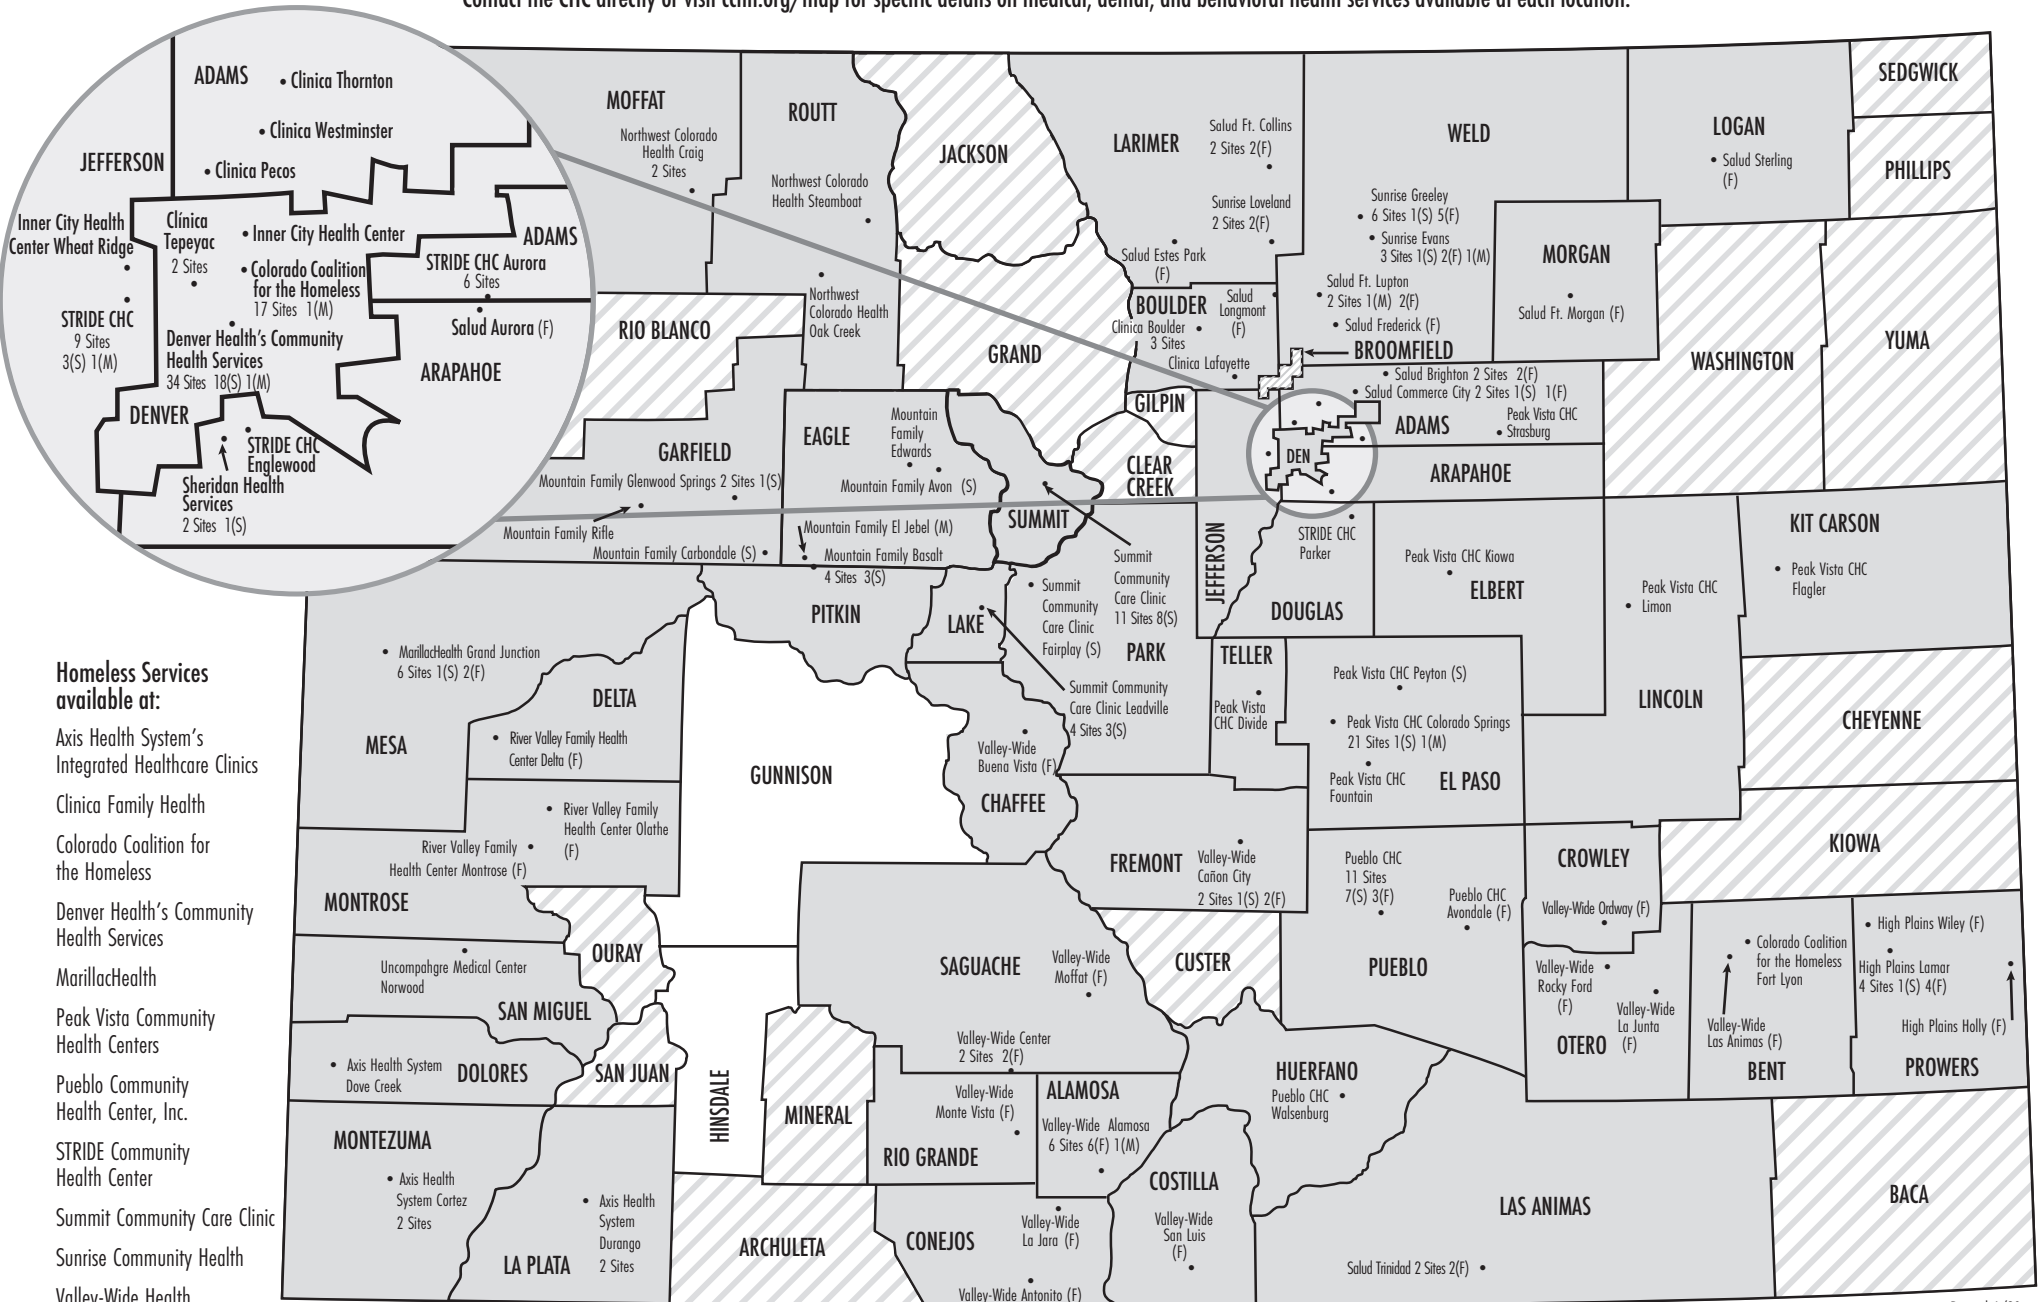 Contact the CHC directly or visit cchn.org/map for specific details on medical, dental, and behavioral health services available at each location.
ADAMS
Clinica Thornton
Clinica Westminster
JEFFERSON
Clinica Pecos
Inner City Health
Center Wheat Ridge
Clínica
Tepeyac
2 Sites
Inner City Health Center
ADAMS
Colorado Coalition
for the Homeless
17 Sites 1(M)
STRIDE CHC Aurora
6 Sites
STRIDE CHC
9 Sites
3(S) 1(M)
Salud Aurora (F)
Denver Health's Community
Health Services
34 Sites 18(S) 1(M)
ARAPAHOE
DENVER
STRIDE CHC
Englewood
Sheridan Health
Services
2 Sites 1(S)
MOFFAT
Northwest Colorado
Health Craig
2 Sites
ROUTT
Northwest Colorado
Health Steamboat
Northwest
Colorado Health
Oak Creek
JACKSON
LARIMER
Salud Ft. Collins
2 Sites 2(F)
Sunrise Loveland
2 Sites 2(F)
Salud Estes Park
(F)
WELD
Sunrise Greeley
6 Sites 1(S) 5(F)
Sunrise Evans
3 Sites 1(S) 2(F) 1(M)
Salud Ft. Lupton
2 Sites 1(M) 2(F)
Salud Frederick (F)
LOGAN
Salud Sterling
(F)
SEDGWICK
PHILLIPS
MORGAN
Salud Ft. Morgan (F)
WASHINGTON
YUMA
RIO BLANCO
GRAND
BOULDER
Salud
Longmont
(F)
Clinica Boulder
3 Sites
Clinica Lafayette
BROOMFIELD
Salud Brighton 2 Sites 2(F)
Salud Commerce City 2 Sites 1(S) 1(F)
ADAMS
Peak Vista CHC
Strasburg
GILPIN
CLEAR
CREEK
DEN
ARAPAHOE
GARFIELD
Mountain Family Glenwood Springs 2 Sites 1(S)
Mountain Family Rifle
Mountain Family Carbondale (S)
EAGLE
Mountain
Family
Edwards
Mountain Family Avon (S)
Mountain Family El Jebel (M)
Mountain Family Basalt
4 Sites 3(S)
SUMMIT
Summit
Community
Care Clinic
11 Sites 8(S)
JEFFERSON
STRIDE CHC
Parker
DOUGLAS
Peak Vista CHC Kiowa
ELBERT
Peak Vista CHC
Limon
LINCOLN
KIT CARSON
Peak Vista CHC
Flagler
PITKIN
LAKE
Summit
Community
Care Clinic
Fairplay (S)
PARK
Summit Community
Care Clinic Leadville
4 Sites 3(S)
TELLER
Peak Vista
CHC Divide
Peak Vista CHC Peyton (S)
Peak Vista CHC Colorado Springs
21 Sites 1(S) 1(M)
Peak Vista CHC
Fountain
EL PASO
CHEYENNE
KIOWA
MarillacHealth Grand Junction
6 Sites 1(S) 2(F)
MESA
DELTA
River Valley Family Health
Center Delta (F)
River Valley Family
Health Center Olathe
(F)
River Valley Family
Health Center Montrose (F)
MONTROSE
GUNNISON
Valley-Wide
Buena Vista (F)
CHAFFEE
FREMONT
Valley-Wide
Cañon City
2 Sites 1(S) 2(F)
Pueblo CHC
11 Sites
7(S) 3(F)
Pueblo CHC
Avondale (F)
PUEBLO
CROWLEY
Valley-Wide Ordway (F)
OURAY
Uncompahgre Medical Center
Norwood
SAN MIGUEL
SAGUACHE
Valley-Wide
Moffat (F)
Valley-Wide Center
2 Sites 2(F)
CUSTER
Valley-Wide
Rocky Ford
(F)
Valley-Wide
La Junta
(F)
OTERO
Colorado Coalition
for the Homeless
Fort Lyon
Valley-Wide
Las Animas (F)
BENT
High Plains Wiley (F)
High Plains Lamar
4 Sites 1(S) 4(F)
High Plains Holly (F)
PROWERS
Axis Health System
Dove Creek
DOLORES
SAN JUAN
HINSDALE
MINERAL
Valley-Wide
Monte Vista (F)
RIO GRANDE
ALAMOSA
Valley-Wide Alamosa
6 Sites 6(F) 1(M)
HUERFANO
Pueblo CHC
Walsenburg
MONTEZUMA
Axis Health
System Cortez
2 Sites
LA PLATA
Axis Health
System
Durango
2 Sites
ARCHULETA
CONEJOS
Valley-Wide
La Jara (F)
Valley-Wide Antonito (F)
COSTILLA
Valley-Wide
San Luis
(F)
LAS ANIMAS
Salud Trinidad 2 Sites 2(F)
BACA
Homeless Services
available at:
Axis Health System's
Integrated Healthcare Clinics
Clinica Family Health
Colorado Coalition for
the Homeless
Denver Health's Community
Health Services
MarillacHealth
Peak Vista Community
Health Centers
Pueblo Community
Health Center, Inc.
STRIDE Community
Health Center
Summit Community Care Clinic
Sunrise Community Health
Valley-Wide Health